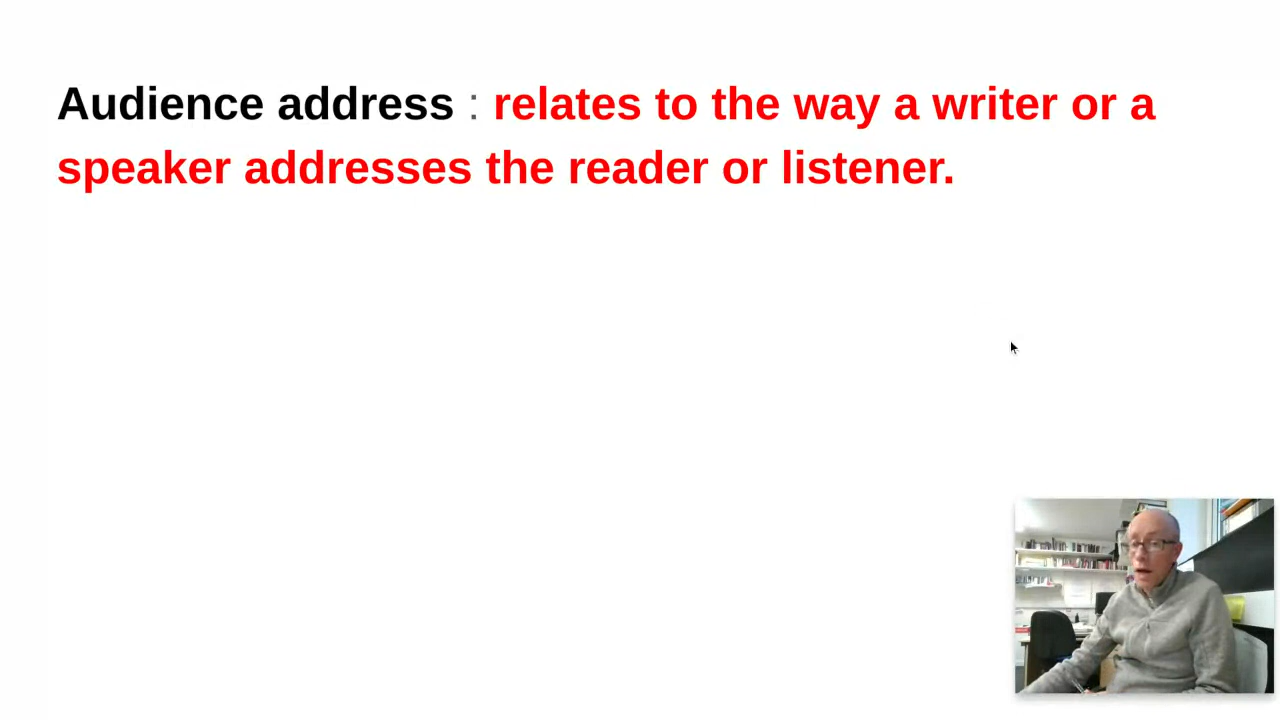 Audience address : relates to the way a writer or a
speaker addresses the reader or listener.